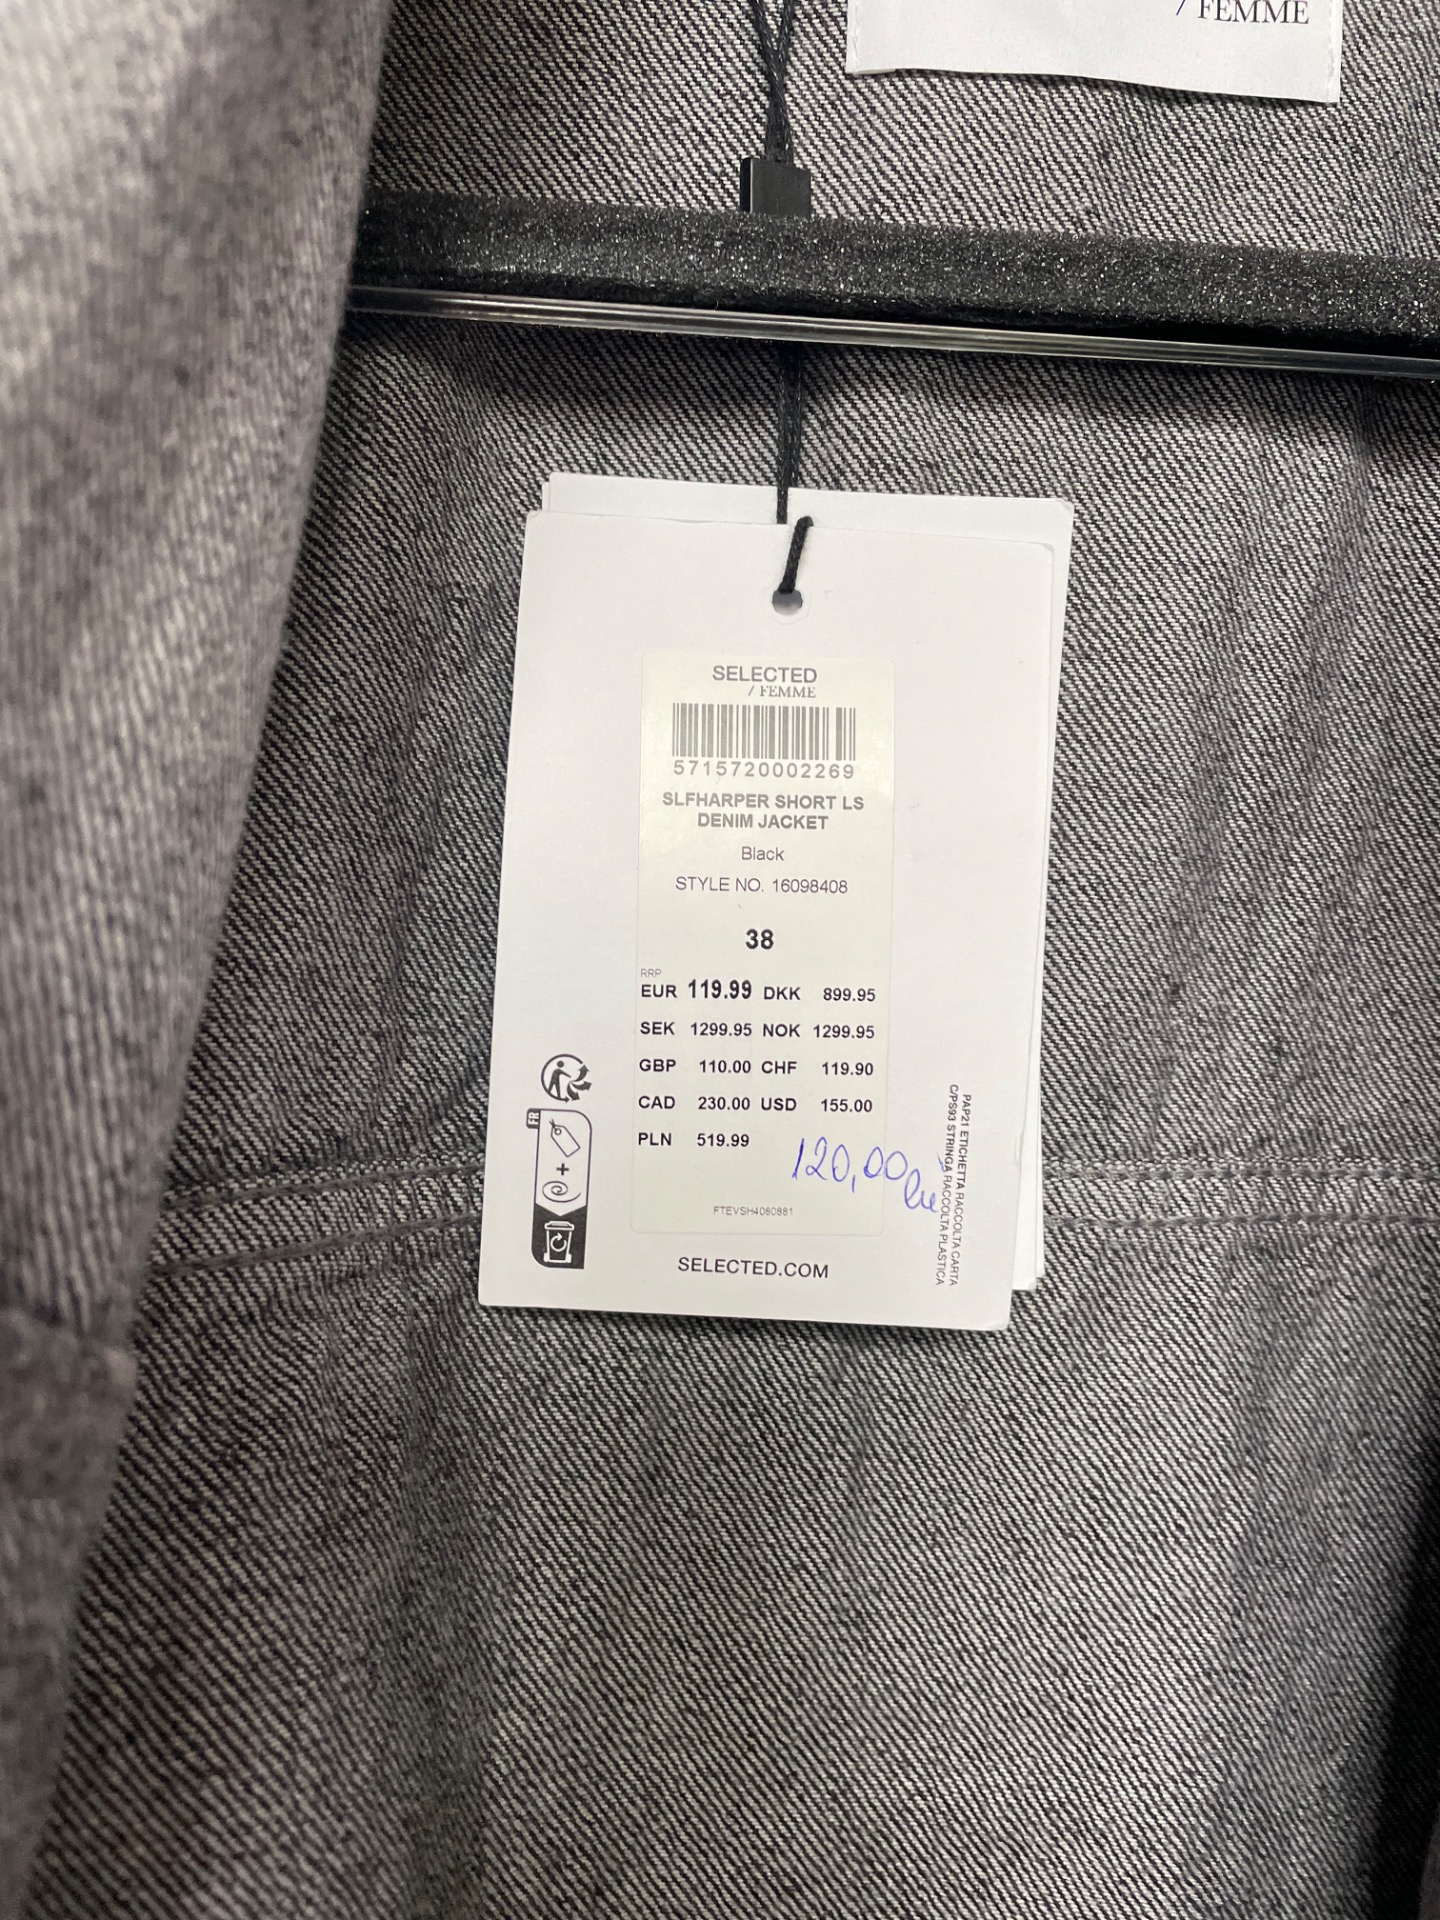 / FEMME
SELECTED
/ FEMME
5715720002269
SLFHARPER SHORT LS
DENIM JACKET
Black
STYLE NO. 16098408
38
RRP
EUR 119.99 DKK 899.95
SEK 1299.95 NOK 1299.95
GBP 110.00 CHF 119.90
CAD 230.00 USD 155.00
PLN 519.99
120,00 lei
FTEVSH4080881
SELECTED.COM
FR
+
PAP21 ETICHETTA RACCOLTA CARTA
C/PS93 STRINGA RACCOLTA PLASTICA